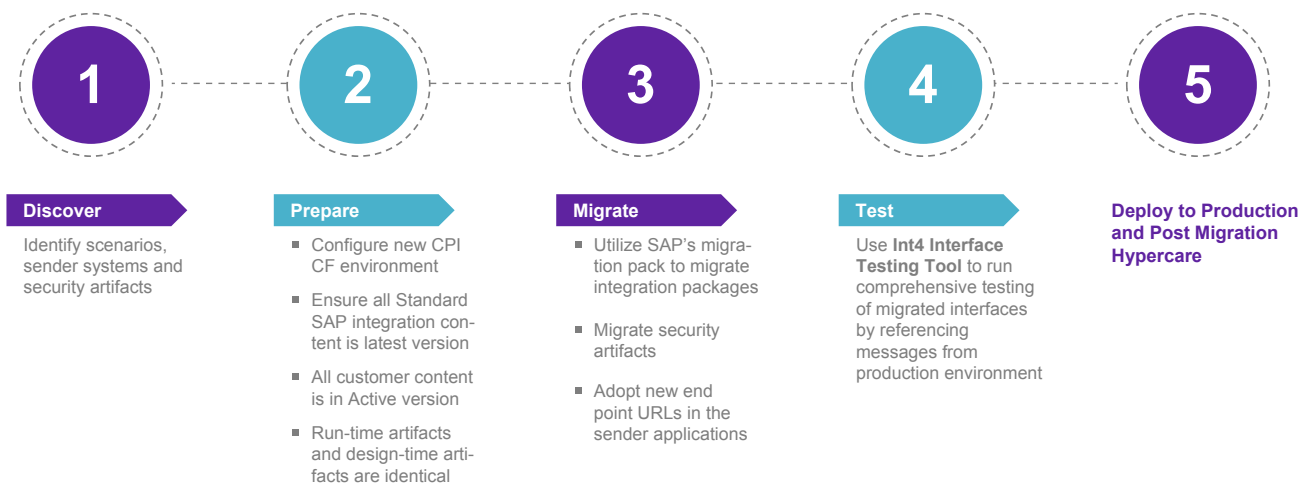 1
2
3
4
5
Discover
Identify scenarios,
sender systems and
security artifacts
Prepare
▪ Configure new CPI
CF environment
▪ Ensure all Standard
SAP integration con-
tent is latest version
▪ All customer content
is in Active version
▪ Run-time artifacts
and design-time arti-
facts are identical
Migrate
▪ Utilize SAP's migra-
tion pack to migrate
integration packages
▪ Migrate security
artifacts
▪ Adopt new end
point URLs in the
sender applications
Test
Use Int4 Interface
Testing Tool to run
comprehensive testing
of migrated interfaces
by referencing
messages from
production environment
Deploy to Production
and Post Migration
Hypercare